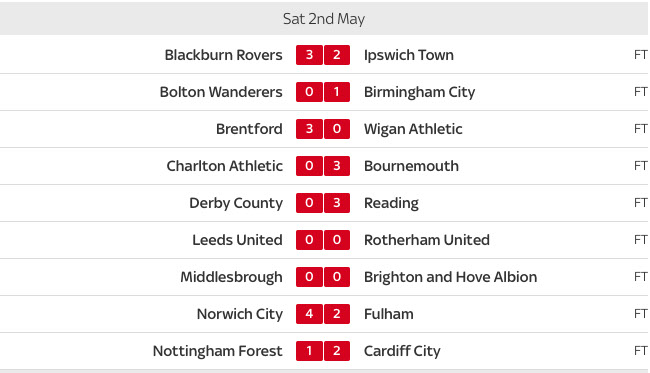 Sat 2nd May
Blackburn Rovers 3 2 Ipswich Town FT
Bolton Wanderers 0 1 Birmingham City FT
Brentford 3 0 Wigan Athletic FT
Charlton Athletic 0 3 Bournemouth FT
Derby County 0 3 Reading FT
Leeds United 0 0 Rotherham United FT
Middlesbrough 0 0 Brighton and Hove Albion FT
Norwich City 4 2 Fulham FT
Nottingham Forest 1 2 Cardiff City FT